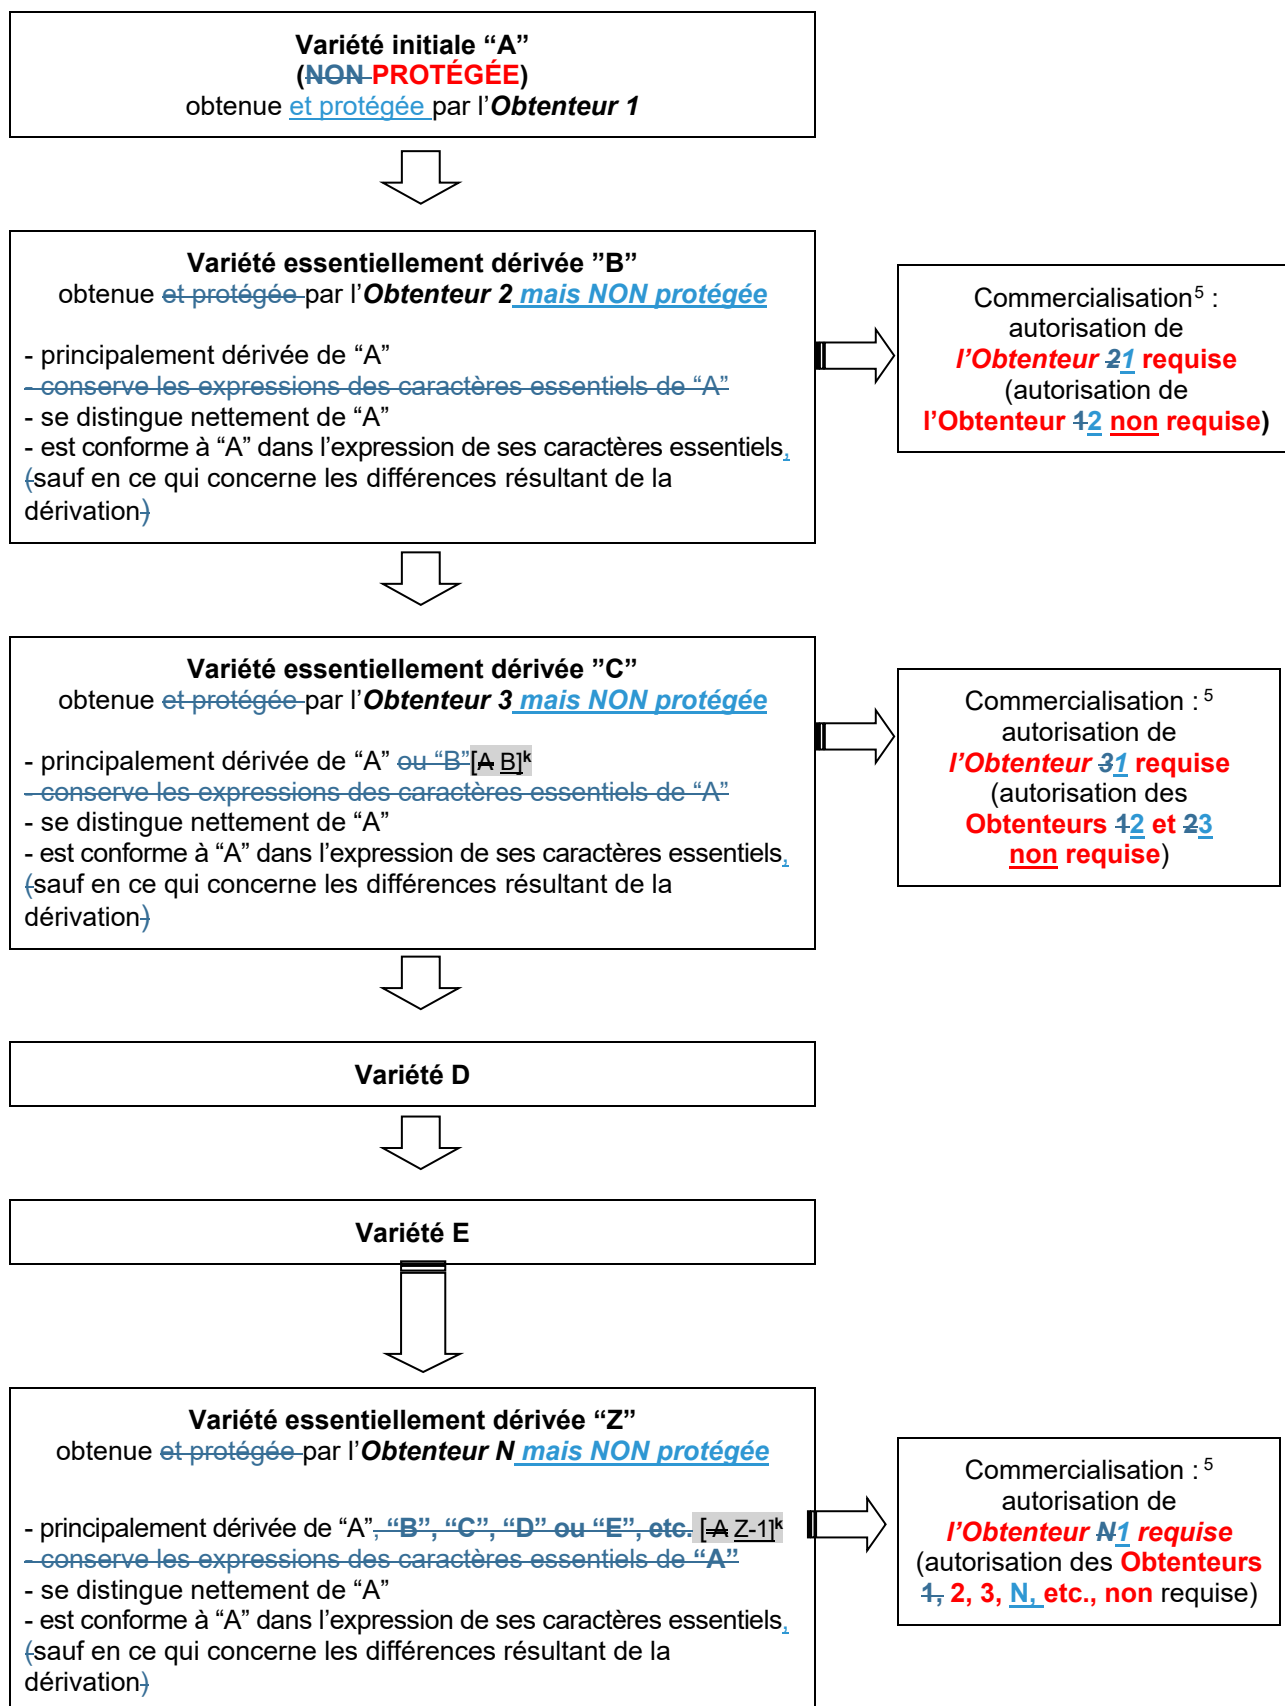 Variété initiale “A”
(NON PROTÉGÉE)
obtenue et protégée par l’Obtenteur 1
Variété essentiellement dérivée ”B”
obtenue et protégée par l’Obtenteur 2 mais NON protégée
- principalement dérivée de “A”
- conserve les expressions des caractères essentiels de “A”
- se distingue nettement de “A”
- est conforme à “A” dans l’expression de ses caractères essentiels,
(sauf en ce qui concerne les différences résultant de la
dérivation)
Commercialisation⁵ :
autorisation de
l’Obtenteur 21 requise
(autorisation de
l’Obtenteur 12 non requise)
Variété essentiellement dérivée ”C”
obtenue et protégée par l’Obtenteur 3 mais NON protégée
- principalement dérivée de “A” ou “B”[A B]ᵏ
- conserve les expressions des caractères essentiels de “A”
- se distingue nettement de “A”
- est conforme à “A” dans l’expression de ses caractères essentiels,
(sauf en ce qui concerne les différences résultant de la
dérivation)
Commercialisation : ⁵
autorisation de
l’Obtenteur 31 requise
(autorisation des
Obtenteurs 12 et 23
non requise)
Variété D
Variété E
Variété essentiellement dérivée “Z”
obtenue et protégée par l’Obtenteur N mais NON protégée
- principalement dérivée de “A”, “B”, “C”, “D” ou “E”, etc. [A Z-1]ᵏ
- conserve les expressions des caractères essentiels de “A”
- se distingue nettement de “A”
- est conforme à “A” dans l’expression de ses caractères essentiels,
(sauf en ce qui concerne les différences résultant de la
dérivation)
Commercialisation : ⁵
autorisation de
l’Obtenteur N1 requise
(autorisation des Obtenteurs
1, 2, 3, N, etc., non requise)